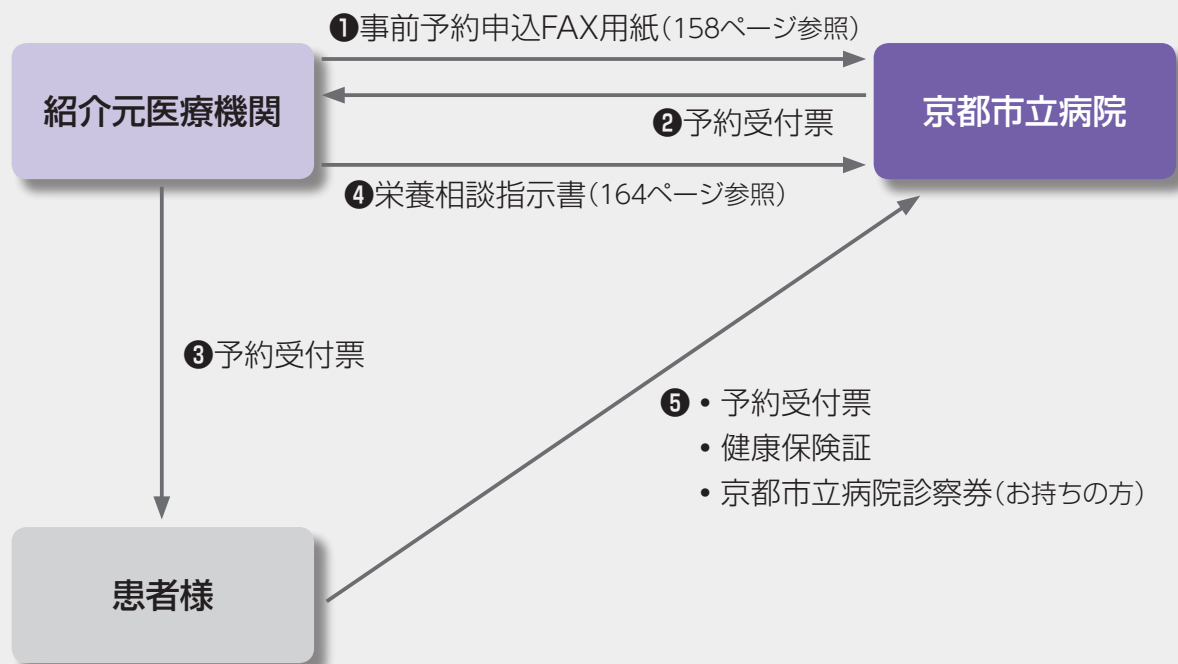 ❶事前予約申込FAX用紙（158ページ参照）
紹介元医療機関
京都市立病院
❷予約受付票
❹栄養相談指示書（164ページ参照）
❸予約受付票
❺・予約受付票
・健康保険証
・京都市立病院診察券（お持ちの方）
患者様